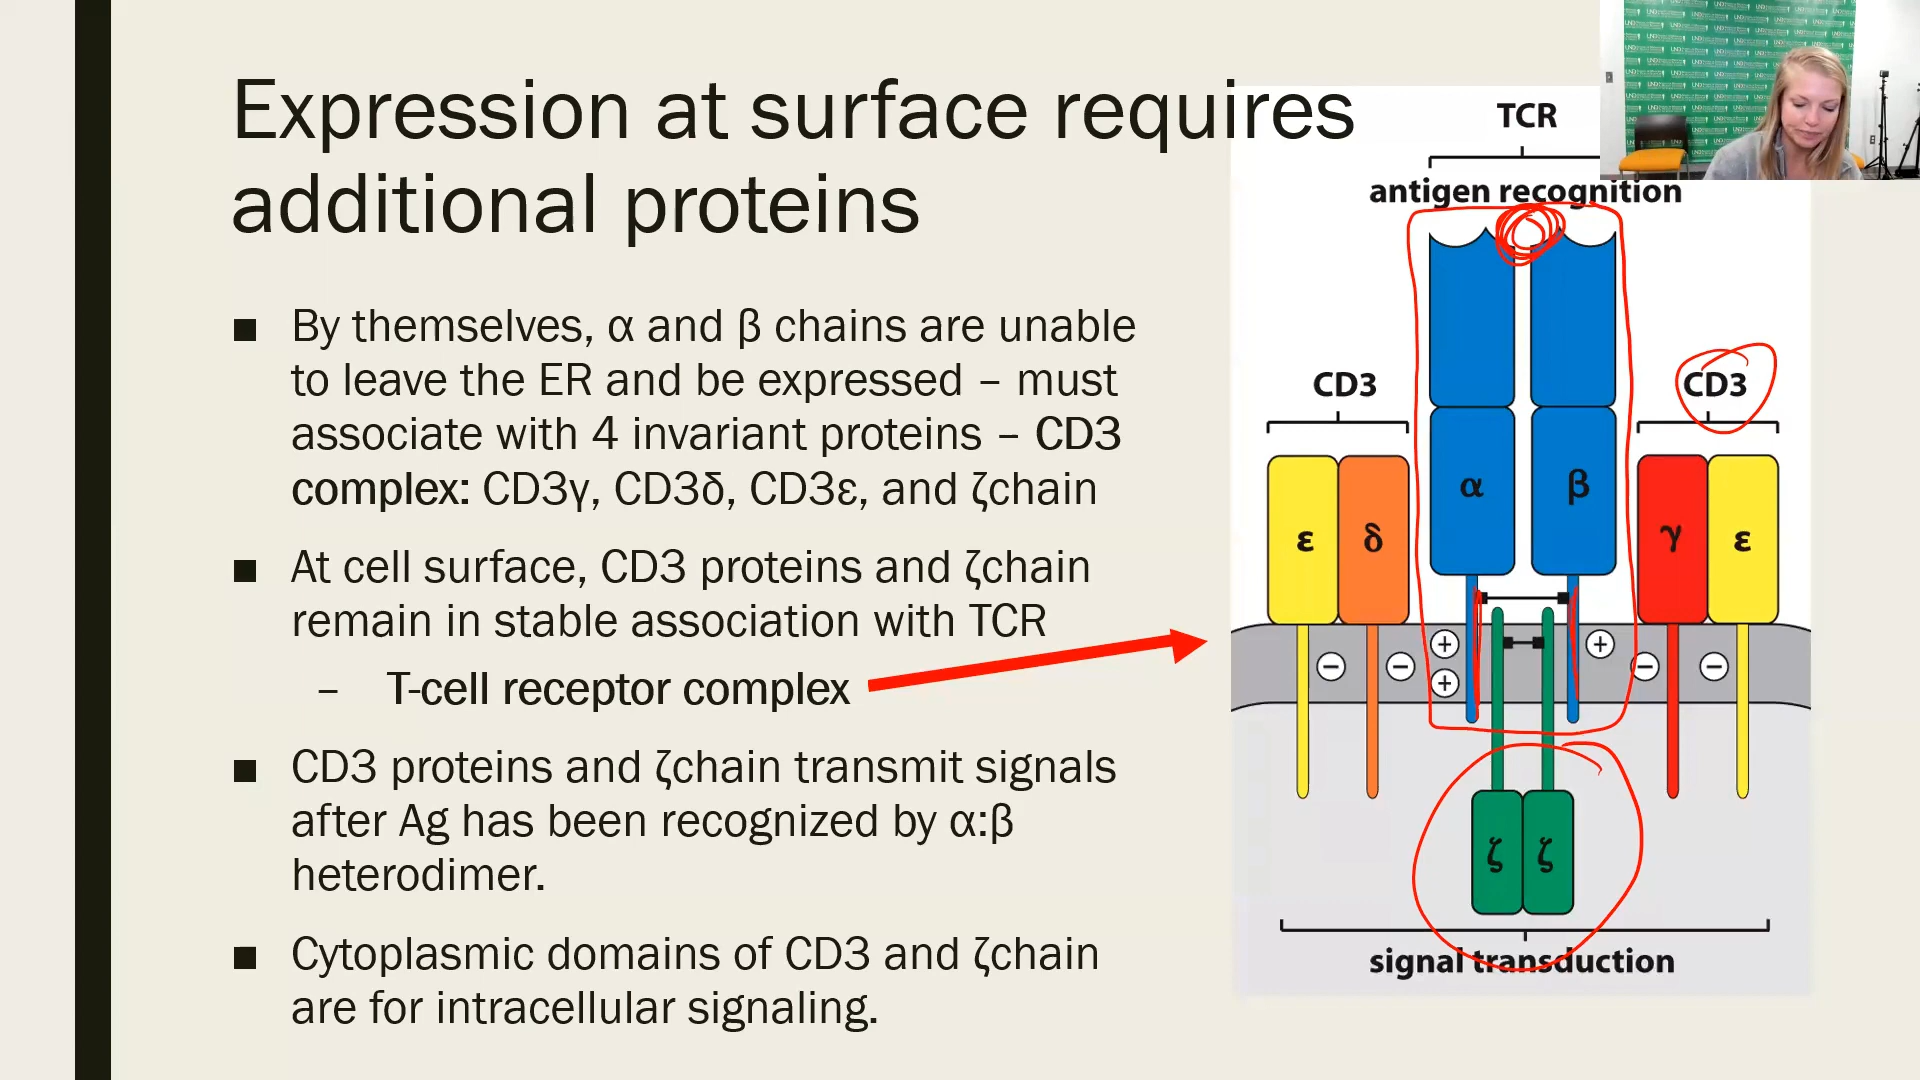 Expression at surface requires
additional proteins
■ By themselves, α and β chains are unable
to leave the ER and be expressed – must
associate with 4 invariant proteins – CD3
complex: CD3γ, CD3δ, CD3ε, and ζchain
■ At cell surface, CD3 proteins and ζchain
remain in stable association with TCR
– T-cell receptor complex
■ CD3 proteins and ζchain transmit signals
after Ag has been recognized by α:β
heterodimer.
■ Cytoplasmic domains of CD3 and ζchain
are for intracellular signaling.
TCR
antigen recognition
CD3
CD3
α
β
ε
δ
γ
ε
+
+
+
−
−
−
−
ζ
ζ
signal transduction